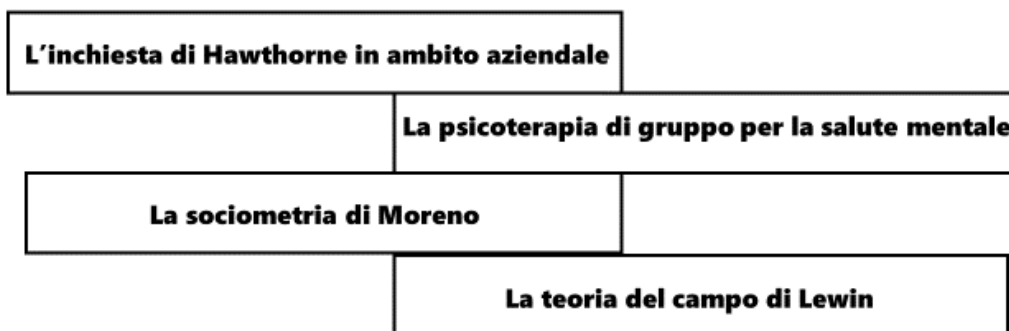 L'inchiesta di Hawthorne in ambito aziendale
La psicoterapia di gruppo per la salute mentale
La sociometria di Moreno
La teoria del campo di Lewin